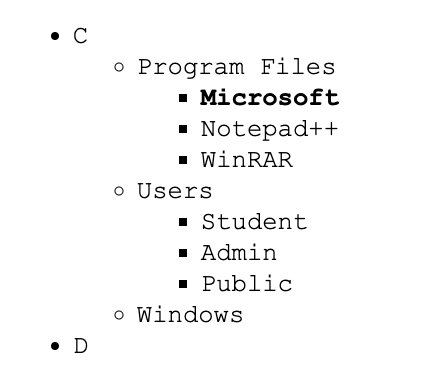 C
Program Files
Microsoft
Notepad++
WinRAR
Users
Student
Admin
Public
Windows
D